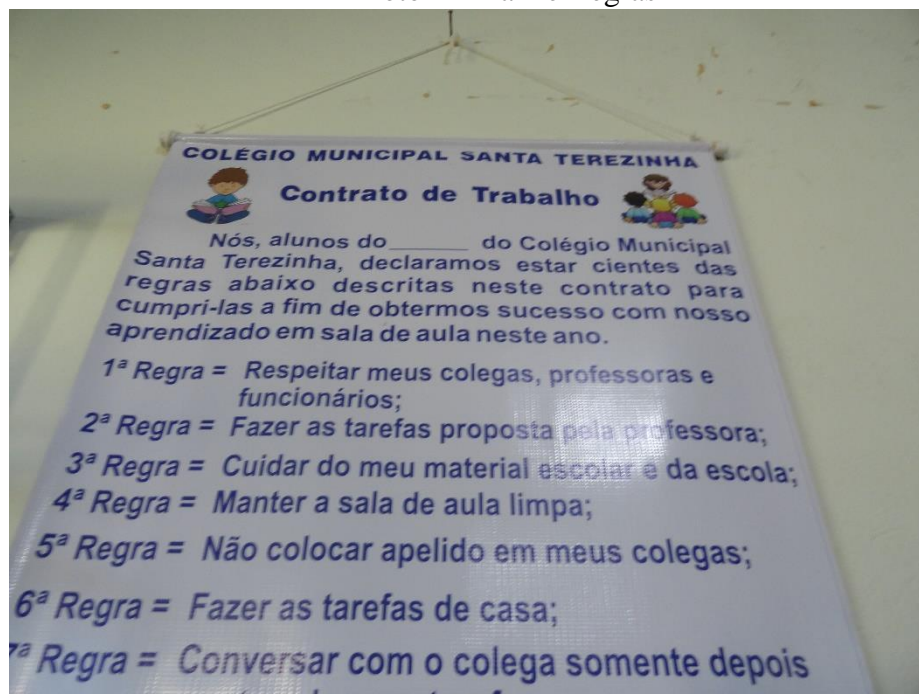 COLÉGIO MUNICIPAL SANTA TEREZINHA
Contrato de Trabalho
Nós, alunos do______ do Colégio Municipal
Santa Terezinha, declaramos estar cientes das
regras abaixo descritas neste contrato para
cumpri-las a fim de obtermos sucesso com nosso
aprendizado em sala de aula neste ano.
1ª Regra = Respeitar meus colegas, professoras e
funcionários;
2ª Regra = Fazer as tarefas proposta pela professora;
3ª Regra = Cuidar do meu material escolar e da escola;
4ª Regra = Manter a sala de aula limpa;
5ª Regra = Não colocar apelido em meus colegas;
6ª Regra = Fazer as tarefas de casa;
7ª Regra = Conversar com o colega somente depois